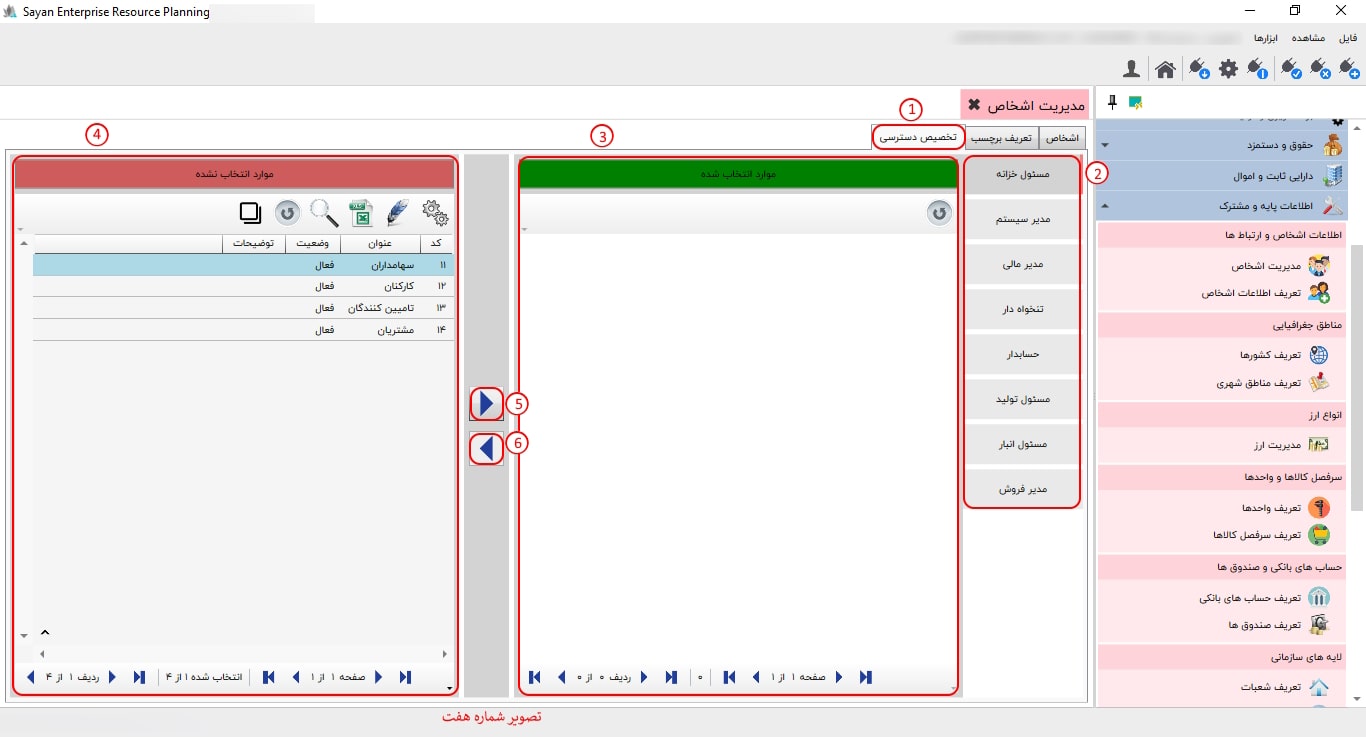 Sayan Enterprise Resource Planning
فایل مشاهده ابزارها
مدیریت اشخاص
اشخاص تعریف برچسب تخصیص دسترسی
1
2
3
4
5
6
حقوق و دستمزد
دارایی ثابت و اموال
اطلاعات پایه و مشترک
اطلاعات اشخاص و ارتباط ها
مدیریت اشخاص
تعریف اطلاعات اشخاص
مناطق جغرافیایی
تعریف کشورها
تعریف مناطق شهری
انواع ارز
مدیریت ارز
سرفصل کالاها و واحدها
تعریف واحدها
تعریف سرفصل کالاها
حساب های بانکی و صندوق ها
تعریف حساب های بانکی
تعریف صندوق ها
لایه های سازمانی
تعریف شعبات
مسئول خزانه
مدیر سیستم
مدیر مالی
تنخواه دار
حسابدار
مسئول تولید
مسئول انبار
مدیر فروش
موارد انتخاب شده
صفحه ۱ از ۱
۰
ردیف ۰ از ۰
موارد انتخاب نشده
کد عنوان وضعیت توضیحات
۱۱ سهامداران فعال
۱۲ کارکنان فعال
۱۳ تامیین کنندگان فعال
۱۴ مشتریان فعال
صفحه ۱ از ۱
انتخاب شده ۱ از ۴
ردیف ۱ از ۴
تصویر شماره هفت